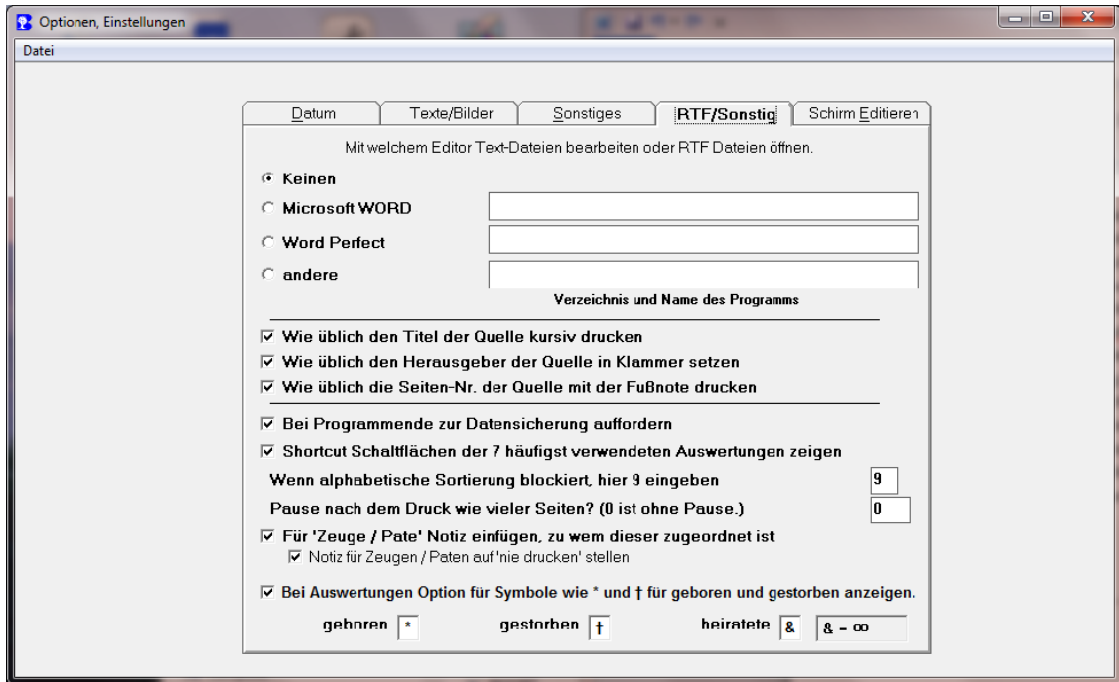 Optionen, Einstellungen
Datei
Datum Texte/Bilder Sonstiges RTF/Sonstig Schirm Editieren
Mit welchem Editor Text-Dateien bearbeiten oder RTF Dateien öffnen.
Keinen
Microsoft WORD
Word Perfect
andere
Verzeichnis und Name des Programms
Wie üblich den Titel der Quelle kursiv drucken
Wie üblich den Herausgeber der Quelle in Klammer setzen
Wie üblich die Seiten-Nr. der Quelle mit der Fußnote drucken
Bei Programmende zur Datensicherung auffordern
Shortcut Schaltflächen der 7 häufigst verwendeten Auswertungen zeigen
Wenn alphabetische Sortierung blockiert, hier 9 eingeben 9
Pause nach dem Druck wie vieler Seiten? (0 ist ohne Pause.) 0
Für 'Zeuge / Pate' Notiz einfügen, zu wem dieser zugeordnet ist
Notiz für Zeugen / Paten auf 'nie drucken' stellen
Bei Auswertungen Option für Symbole wie * und † für geboren und gestorben anzeigen.
geboren * gestorben † heiratete & & = ∞